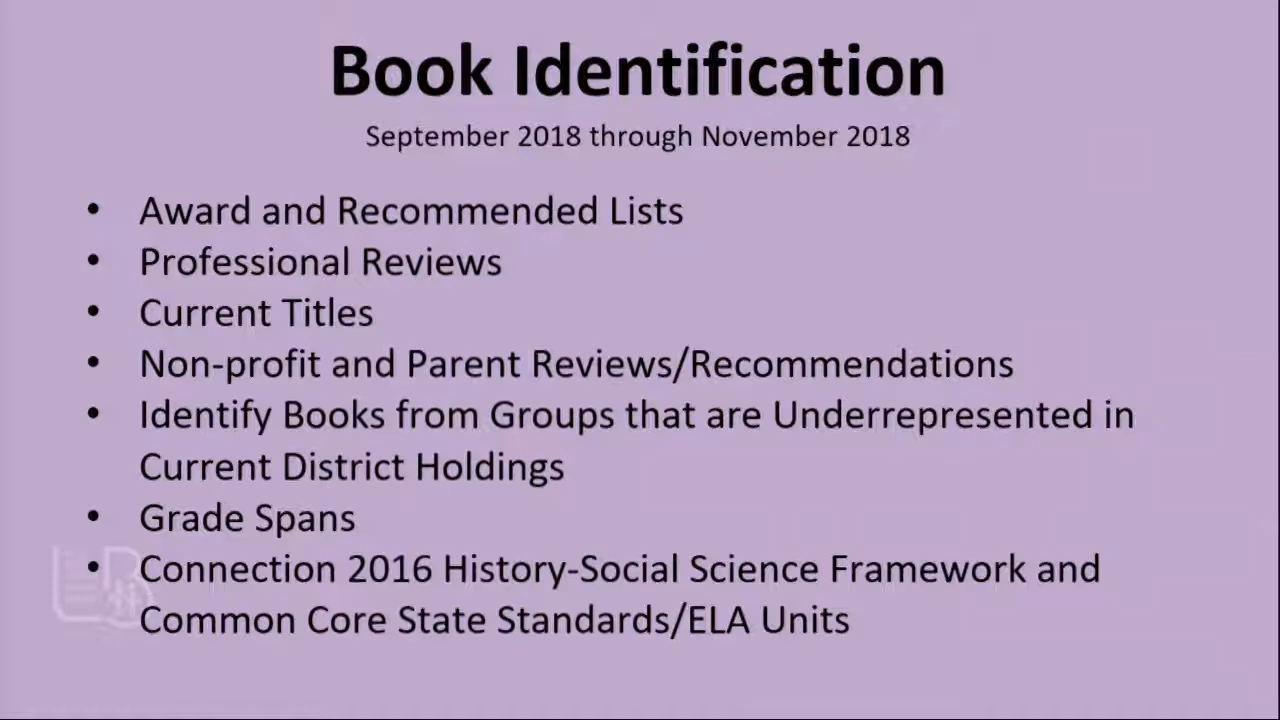 Book Identification
September 2018 through November 2018
• Award and Recommended Lists
• Professional Reviews
• Current Titles
• Non-profit and Parent Reviews/Recommendations
• Identify Books from Groups that are Underrepresented in
Current District Holdings
• Grade Spans
• Connection 2016 History-Social Science Framework and
Common Core State Standards/ELA Units